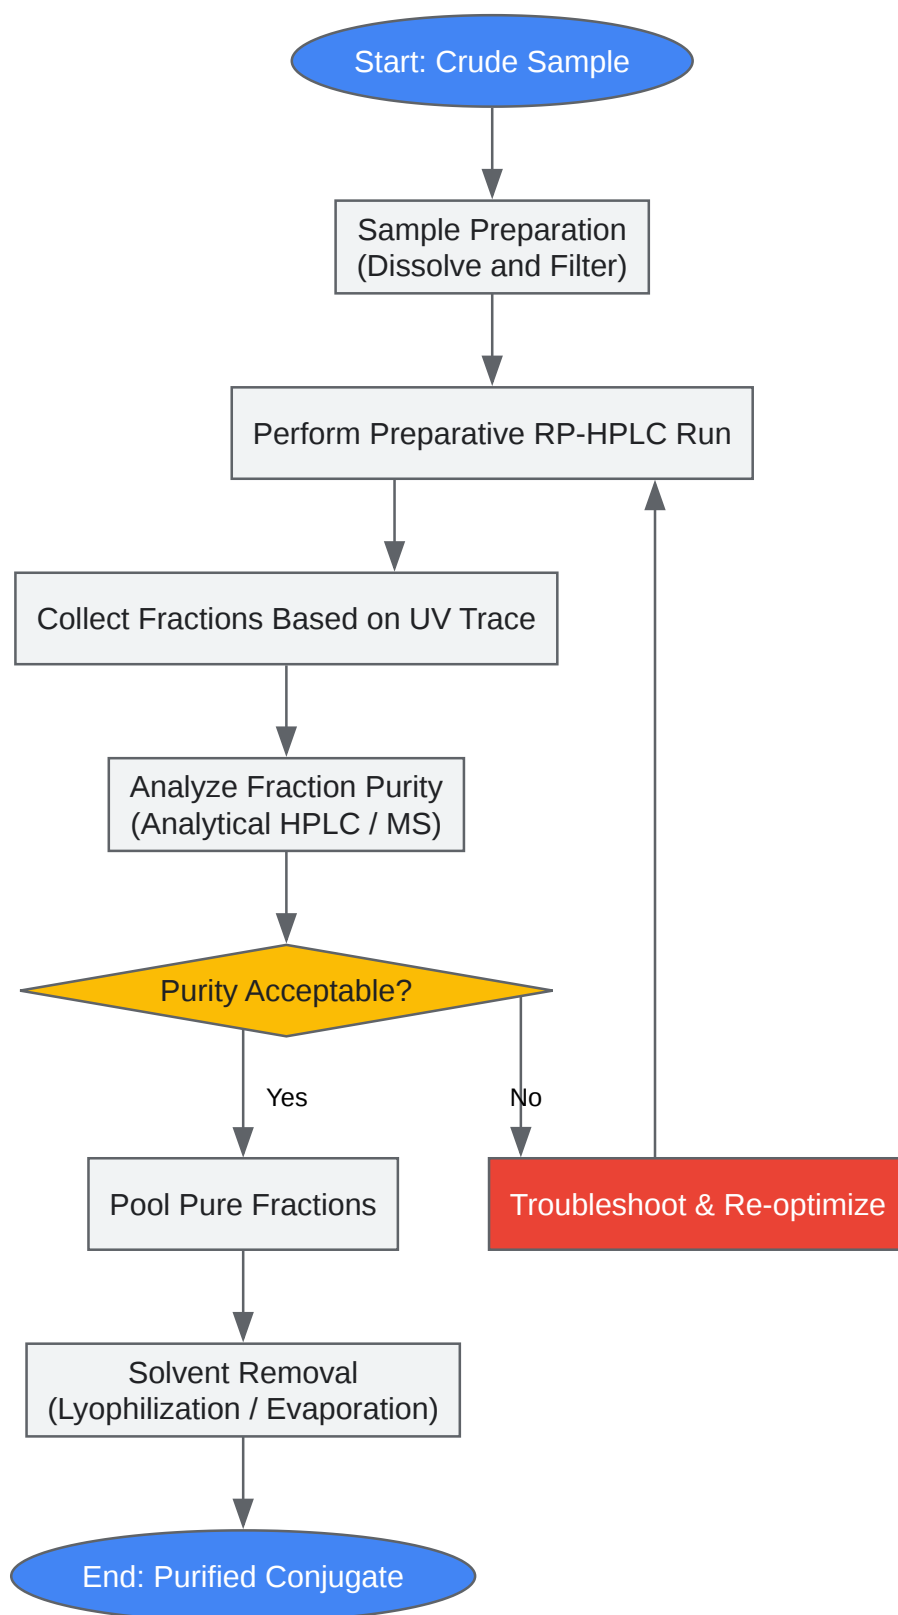 Start: Crude Sample
Sample Preparation
(Dissolve and Filter)
Perform Preparative RP-HPLC Run
Collect Fractions Based on UV Trace
Analyze Fraction Purity
(Analytical HPLC / MS)
Purity Acceptable?
Yes
No
Pool Pure Fractions
Troubleshoot & Re-optimize
Solvent Removal
(Lyophilization / Evaporation)
End: Purified Conjugate